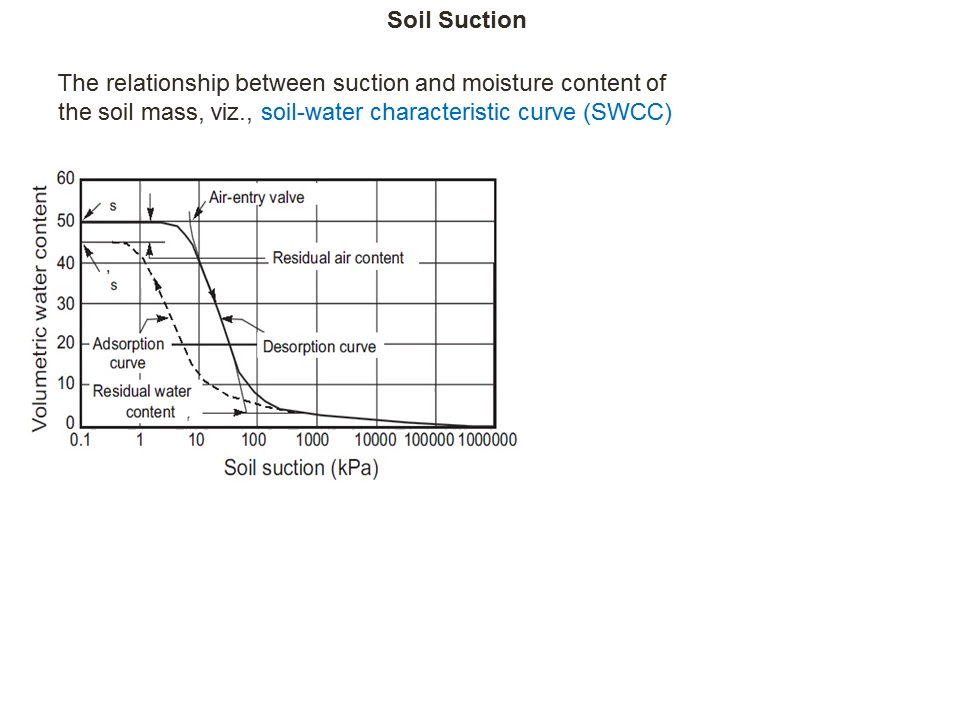 Soil Suction
The relationship between suction and moisture content of
the soil mass, viz., soil-water characteristic curve (SWCC)
Volumetric water content
60
50
40
30
20
10
0
s
Air-entry valve
Residual air content
'
s
Adsorption
curve
Desorption curve
Residual water
content ,
0.1 1 10 100 1000 10000 100000 1000000
Soil suction (kPa)